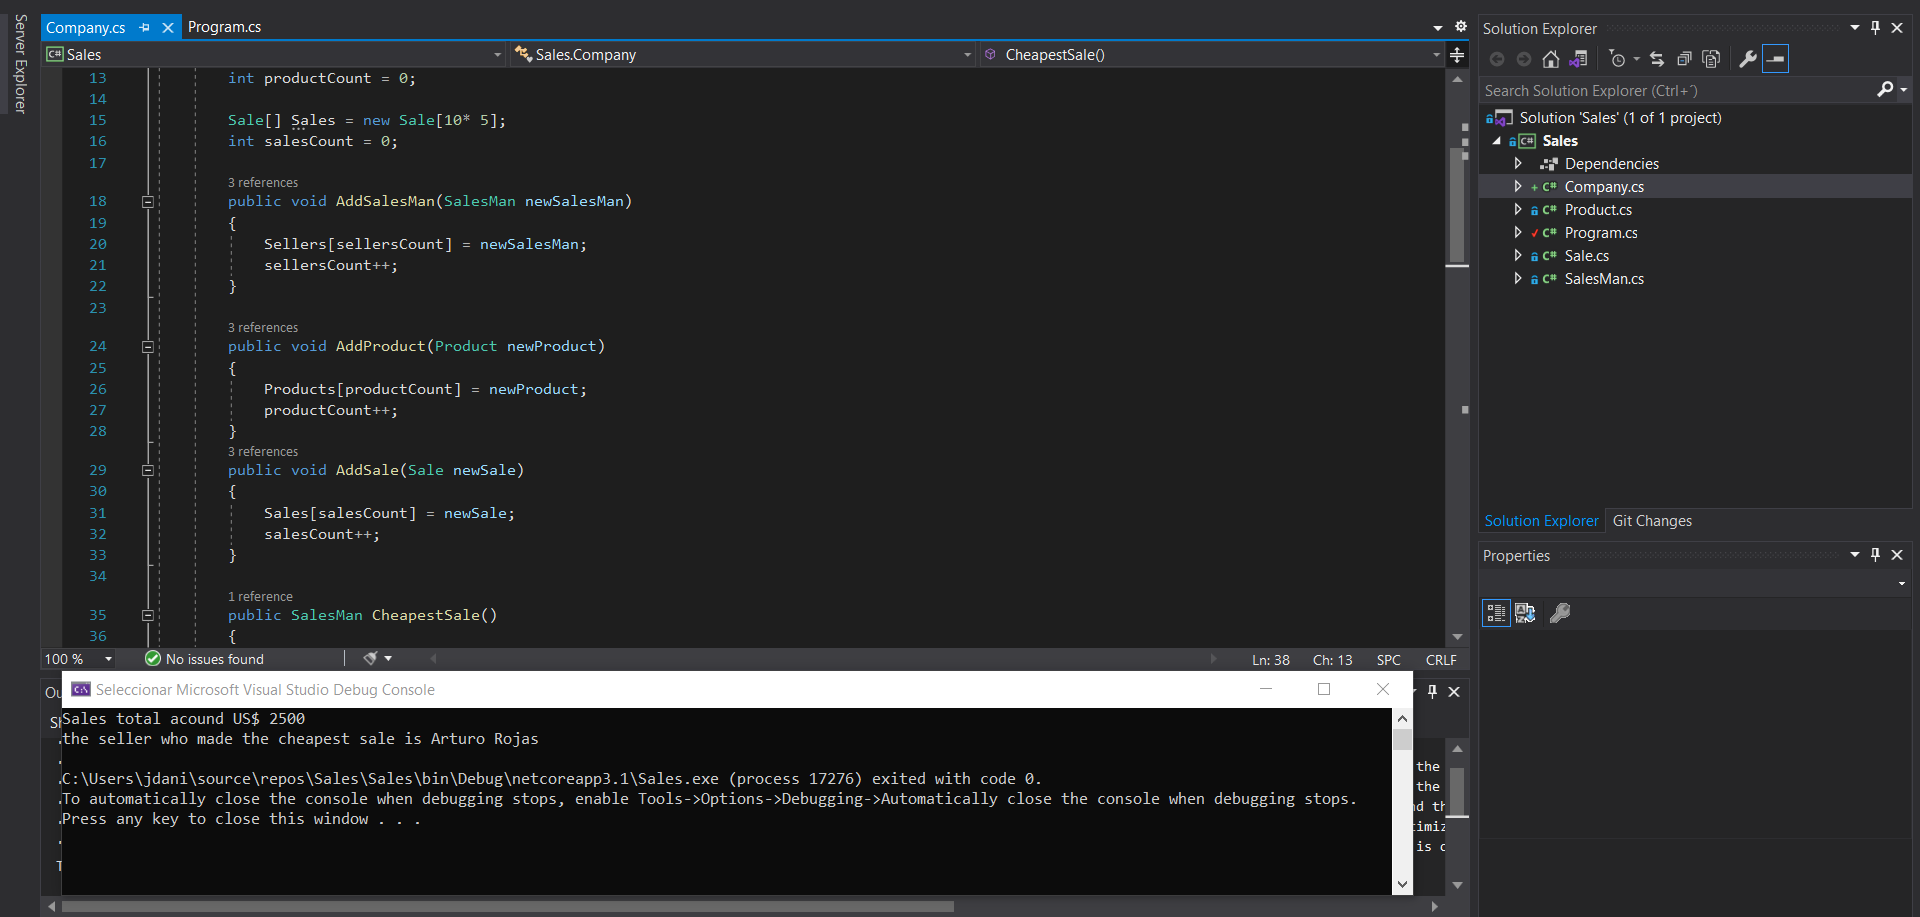 Server Explorer
Company.cs
Program.cs
C# Sales
Sales.Company
CheapestSale()
13 int productCount = 0;
14
15 Sale[] Sales = new Sale[10* 5];
16 int salesCount = 0;
17
3 references
18 public void AddSalesMan(SalesMan newSalesMan)
19 {
20 Sellers[sellersCount] = newSalesMan;
21 sellersCount++;
22 }
23
3 references
24 public void AddProduct(Product newProduct)
25 {
26 Products[productCount] = newProduct;
27 productCount++;
28 }
3 references
29 public void AddSale(Sale newSale)
30 {
31 Sales[salesCount] = newSale;
32 salesCount++;
33 }
34
1 reference
35 public SalesMan CheapestSale()
36 {
100 %
No issues found
Ln: 38 Ch: 13 SPC CRLF
Ou
C:\ Seleccionar Microsoft Visual Studio Debug Console
Sales total acound US$ 2500
the seller who made the cheapest sale is Arturo Rojas
C:\Users\jdani\source\repos\Sales\Sales\bin\Debug\netcoreapp3.1\Sales.exe (process 17276) exited with code 0.
To automatically close the console when debugging stops, enable Tools->Options->Debugging->Automatically close the console when debugging stops.
Press any key to close this window . . .
the
the
is
Solution Explorer
Search Solution Explorer (Ctrl+´)
Solution 'Sales' (1 of 1 project)
C# Sales
Dependencies
C# Company.cs
C# Product.cs
C# Program.cs
C# Sale.cs
C# SalesMan.cs
Solution Explorer
Git Changes
Properties